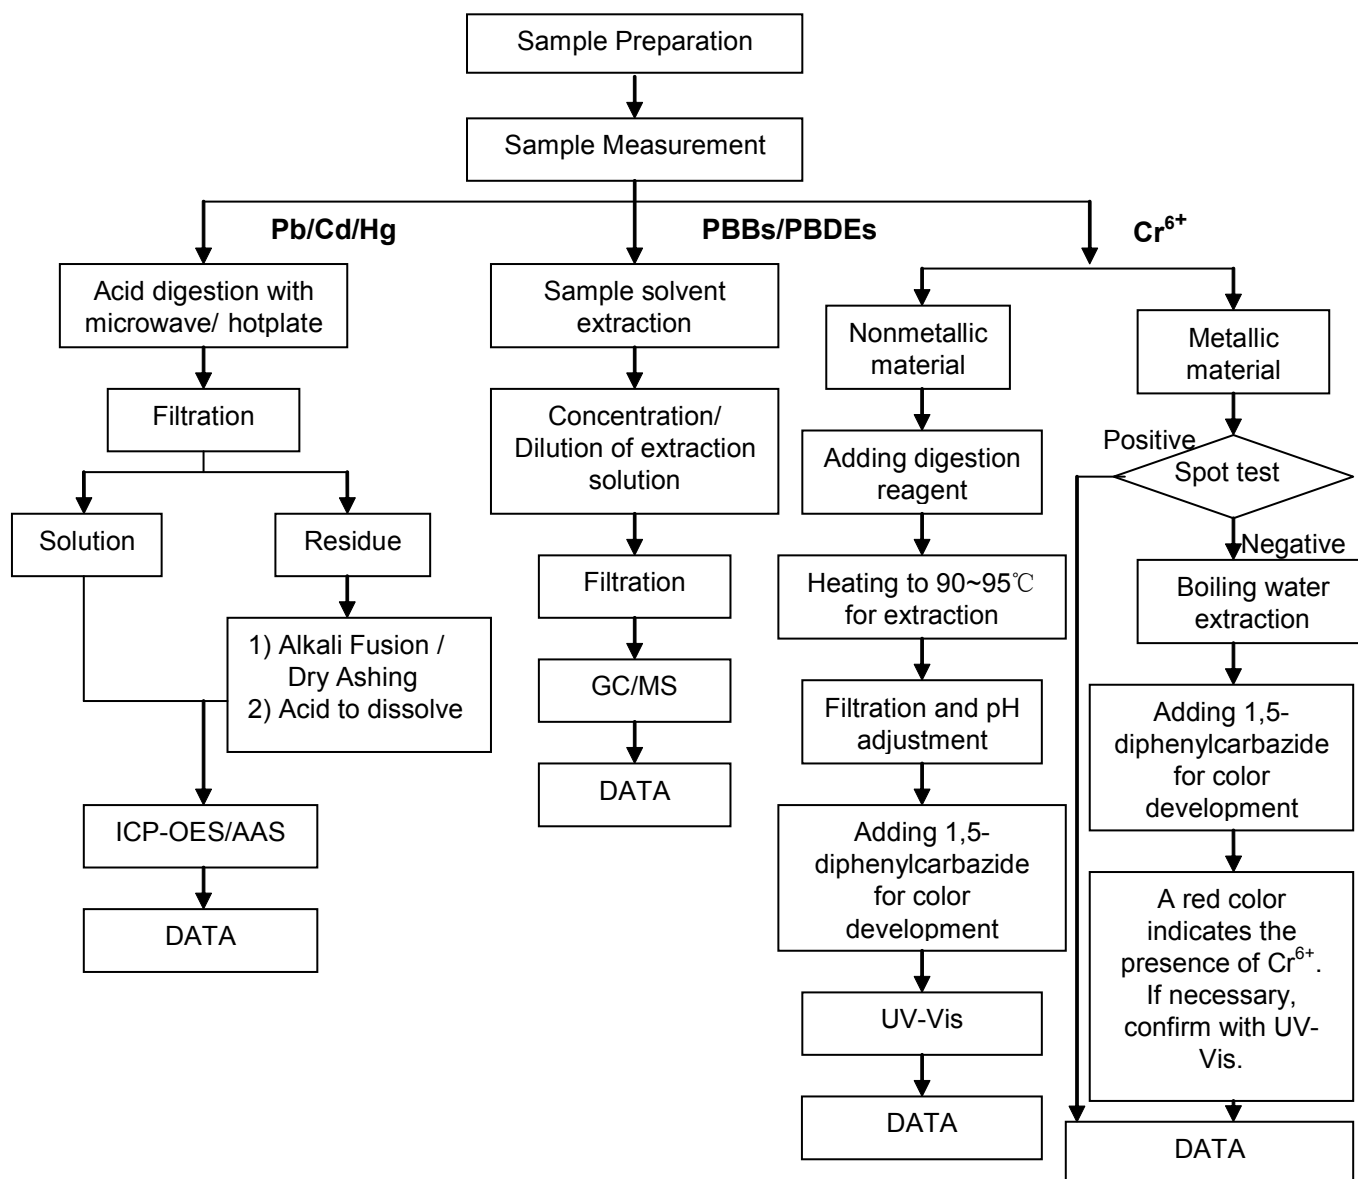 Sample Preparation
Sample Measurement
Pb/Cd/Hg
PBBs/PBDEs
Cr⁶⁺
Acid digestion with
microwave/ hotplate
Filtration
Solution
Residue
1) Alkali Fusion /
Dry Ashing
2) Acid to dissolve
ICP-OES/AAS
DATA
Sample solvent
extraction
Concentration/
Dilution of extraction
solution
Filtration
GC/MS
DATA
Nonmetallic
material
Adding digestion
reagent
Heating to 90~95℃
for extraction
Filtration and pH
adjustment
Adding 1,5-
diphenylcarbazide
for color
development
UV-Vis
DATA
Metallic
material
Positive
Spot test
Negative
Boiling water
extraction
Adding 1,5-
diphenylcarbazide
for color
development
A red color
indicates the
presence of Cr⁶⁺.
If necessary,
confirm with UV-
Vis.
DATA